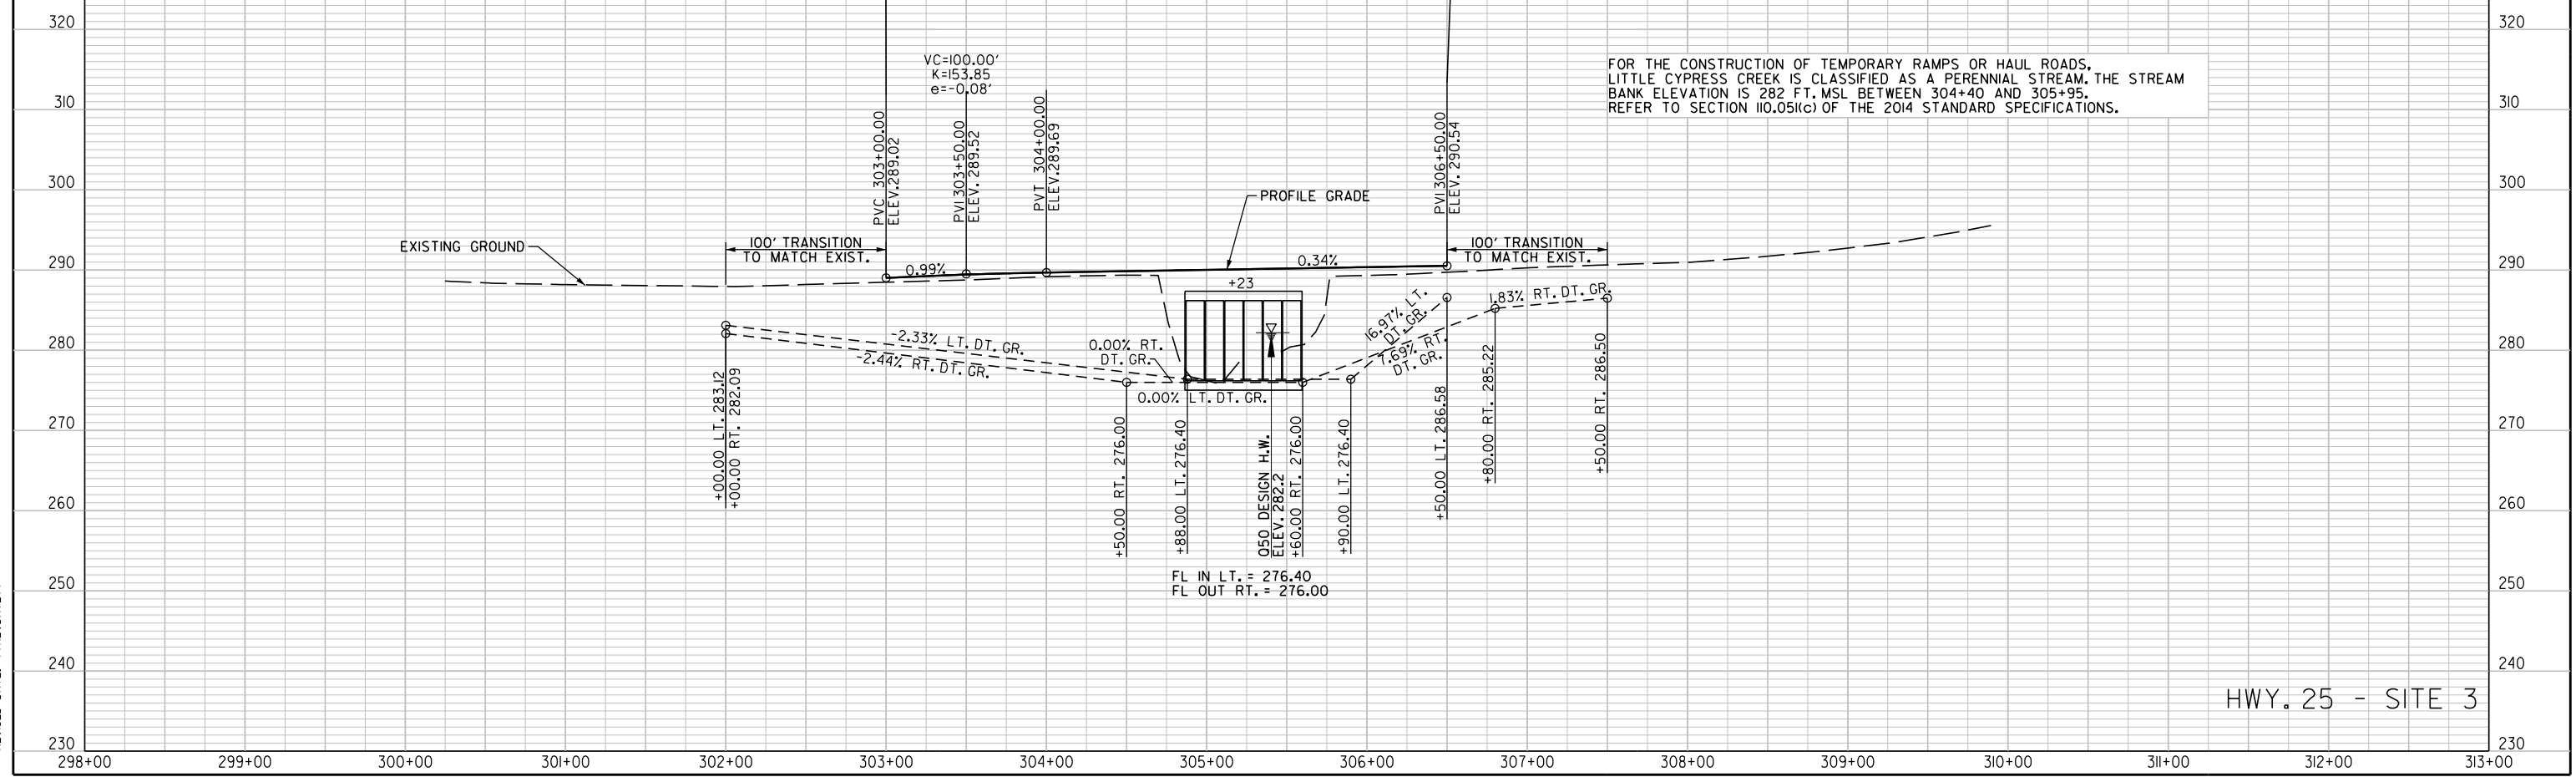 320
320
VC=100.00'
K=153.85
e=-0.08'
FOR THE CONSTRUCTION OF TEMPORARY RAMPS OR HAUL ROADS,
LITTLE CYPRESS CREEK IS CLASSIFIED AS A PERENNIAL STREAM. THE STREAM
BANK ELEVATION IS 282 FT. MSL BETWEEN 304+40 AND 305+95.
REFER TO SECTION 110.051(c) OF THE 2014 STANDARD SPECIFICATIONS.
310
310
PVC 303+00.00
ELEV.289.02
PVI 303+50.00
ELEV. 289.52
PVT 304+00.00
ELEV.289.69
PVI 306+50.00
ELEV. 290.54
300
300
PROFILE GRADE
EXISTING GROUND
100' TRANSITION
TO MATCH EXIST.
100' TRANSITION
TO MATCH EXIST.
290
290
0.99%
0.34%
+23
16.97% LT.
DT. GR.
1.83% RT. DT. GR.
280
280
-2.33% LT. DT. GR.
-2.44% RT. DT. GR.
0.00% RT.
DT. GR.
7.69% RT.
DT. GR.
0.00% LT. DT. GR.
270
270
+00.00 LT. 283.12
+00.00 RT. 282.09
+50.00 RT. 276.00
+88.00 LT. 276.40
Q50 DESIGN H.W.
ELEV. 282.2
+60.00 RT. 276.00
+90.00 LT. 276.40
+50.00 LT. 286.58
+80.00 RT. 285.22
+50.00 RT. 286.50
260
260
FL IN LT. = 276.40
FL OUT RT. = 276.00
250
250
240
240
HWY. 25 - SITE 3
230
230
298+00
299+00
300+00
301+00
302+00
303+00
304+00
305+00
306+00
307+00
308+00
309+00
310+00
311+00
312+00
313+00